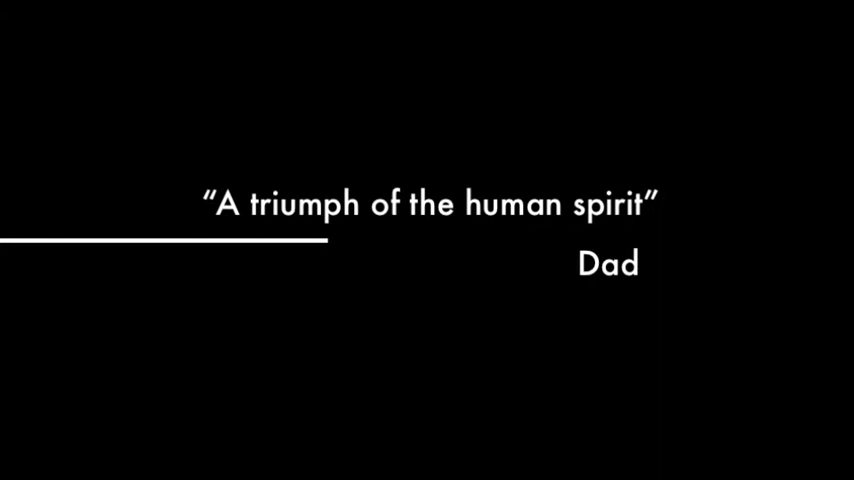 “A triumph of the human spirit”
Dad